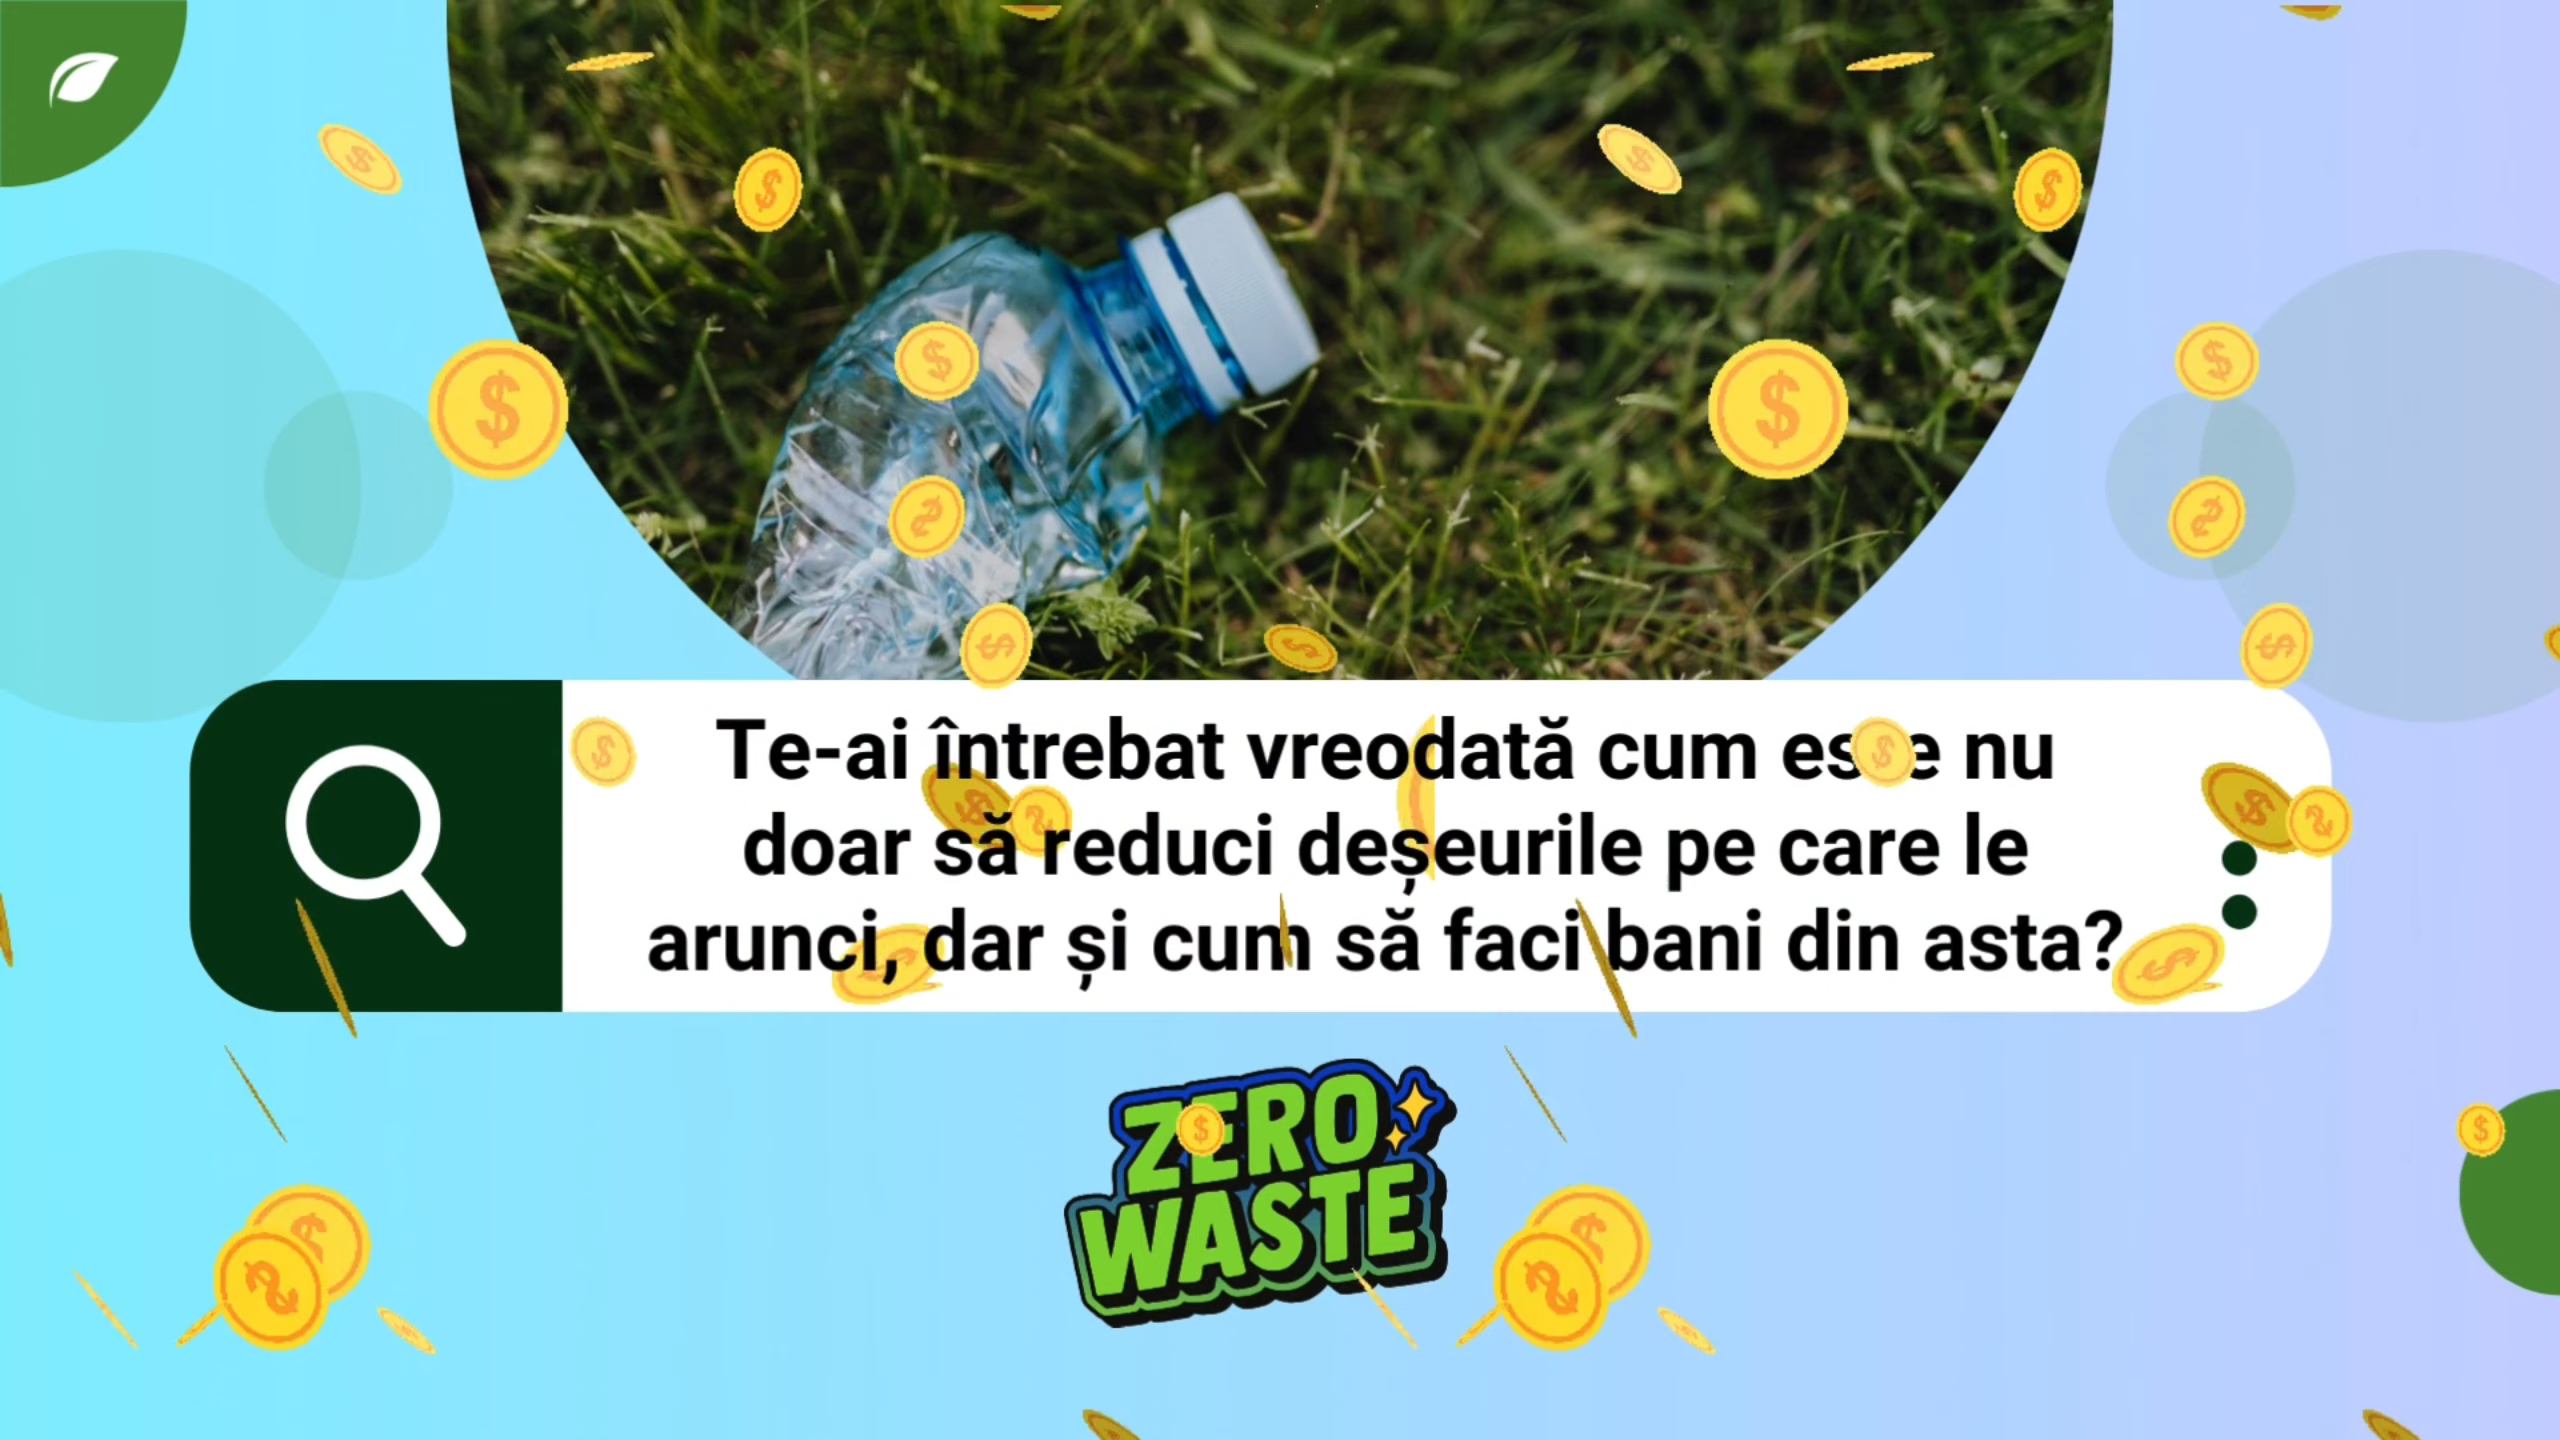 Te-ai întrebat vreodată cum este nu
doar să reduci deșeurile pe care le
arunci, dar și cum să faci bani din asta?
ZERO
WASTE